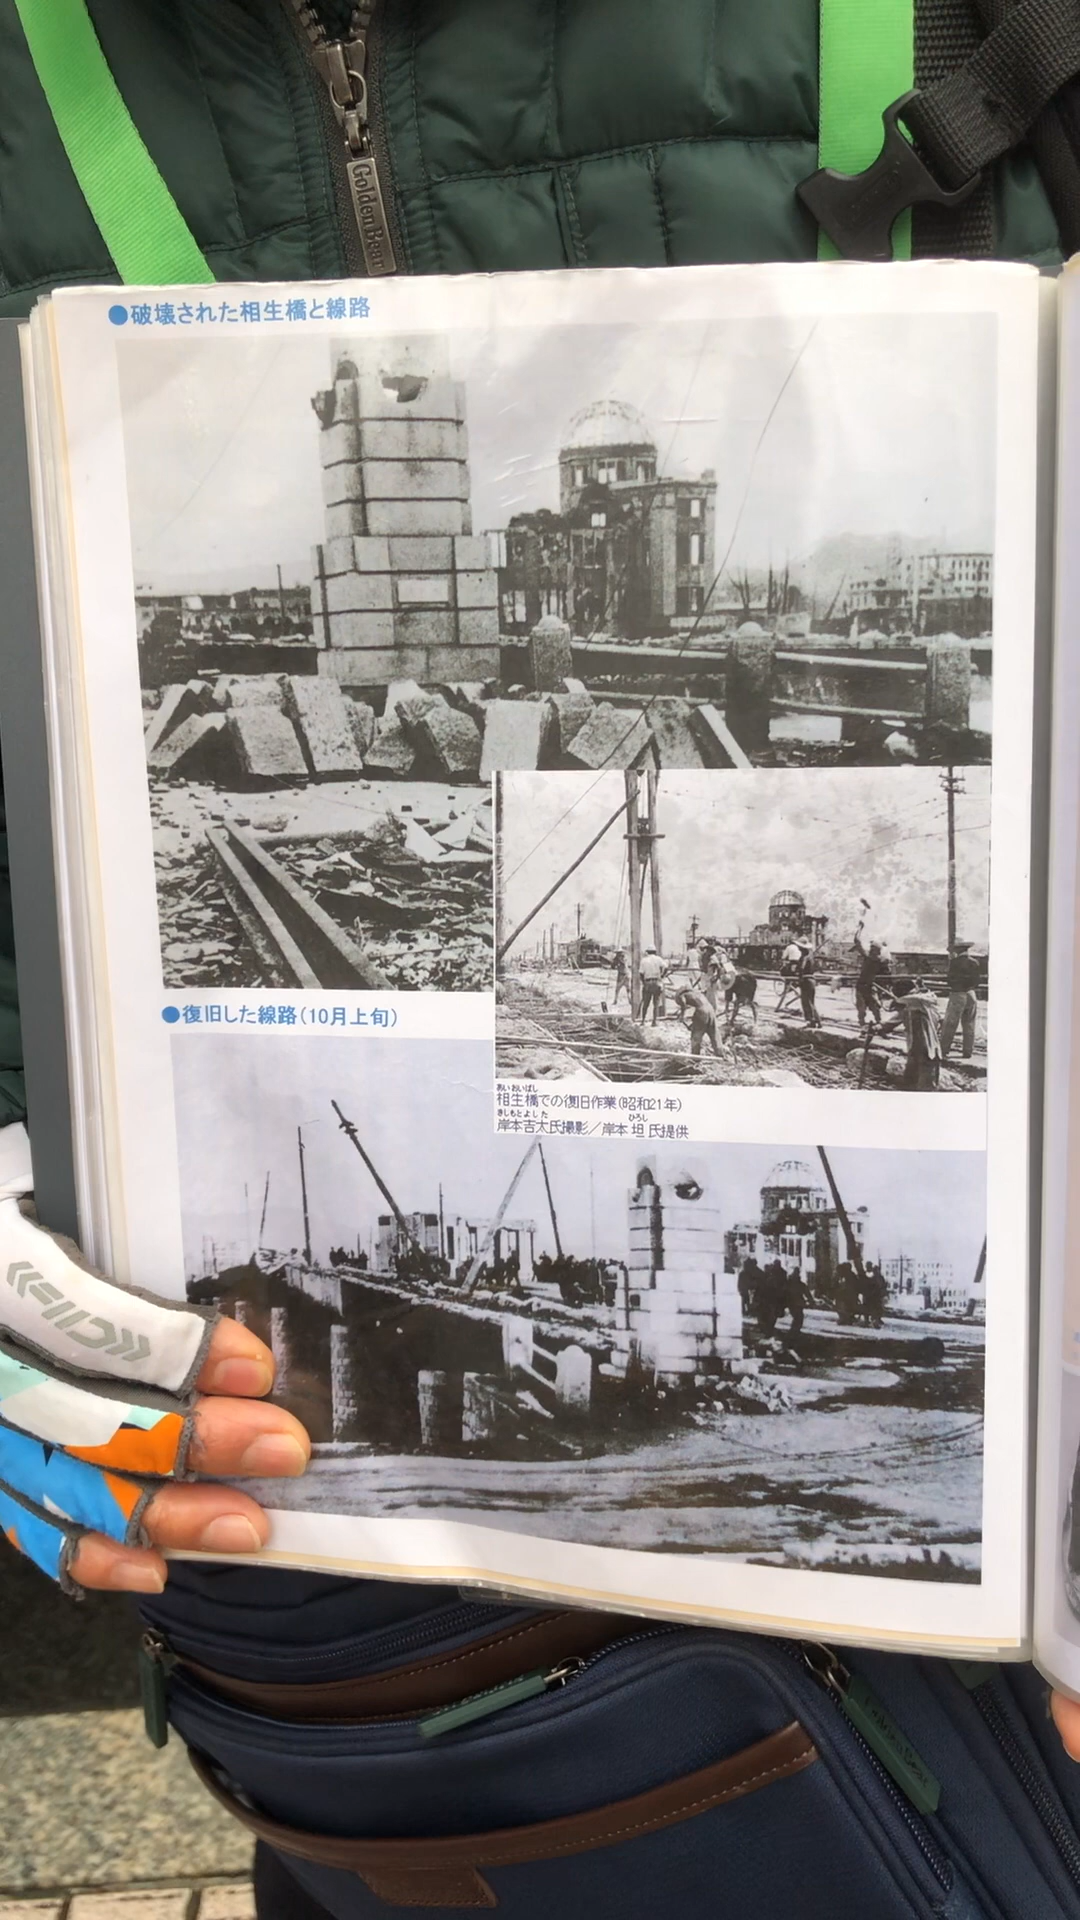 Golden Bear
●破壊された相生橋と線路
●復旧した線路(10月上旬)
あいおいばし
相生橋での復旧作業(昭和21年)
きしもとよした ひろし
岸本吉太氏撮影／岸本 坦 氏提供